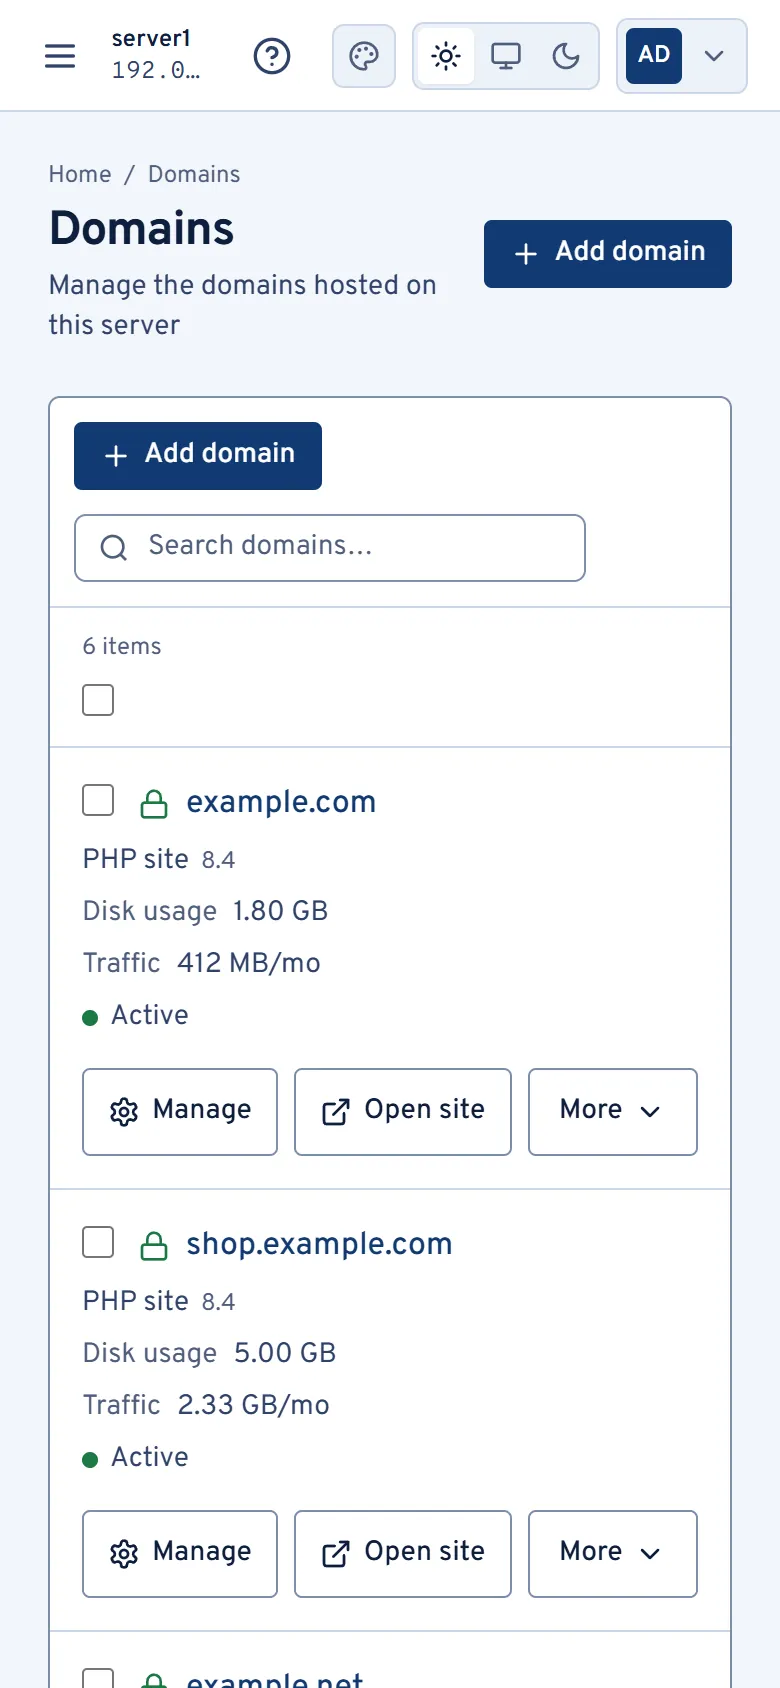 server1
192.0…
AD
Home / Domains
Domains
Add domain
Manage the domains hosted on
this server
Add domain
Search domains…
6 items
example.com
PHP site 8.4
Disk usage 1.80 GB
Traffic 412 MB/mo
Active
Manage Open site More
shop.example.com
PHP site 8.4
Disk usage 5.00 GB
Traffic 2.33 GB/mo
Active
Manage Open site More
example.net